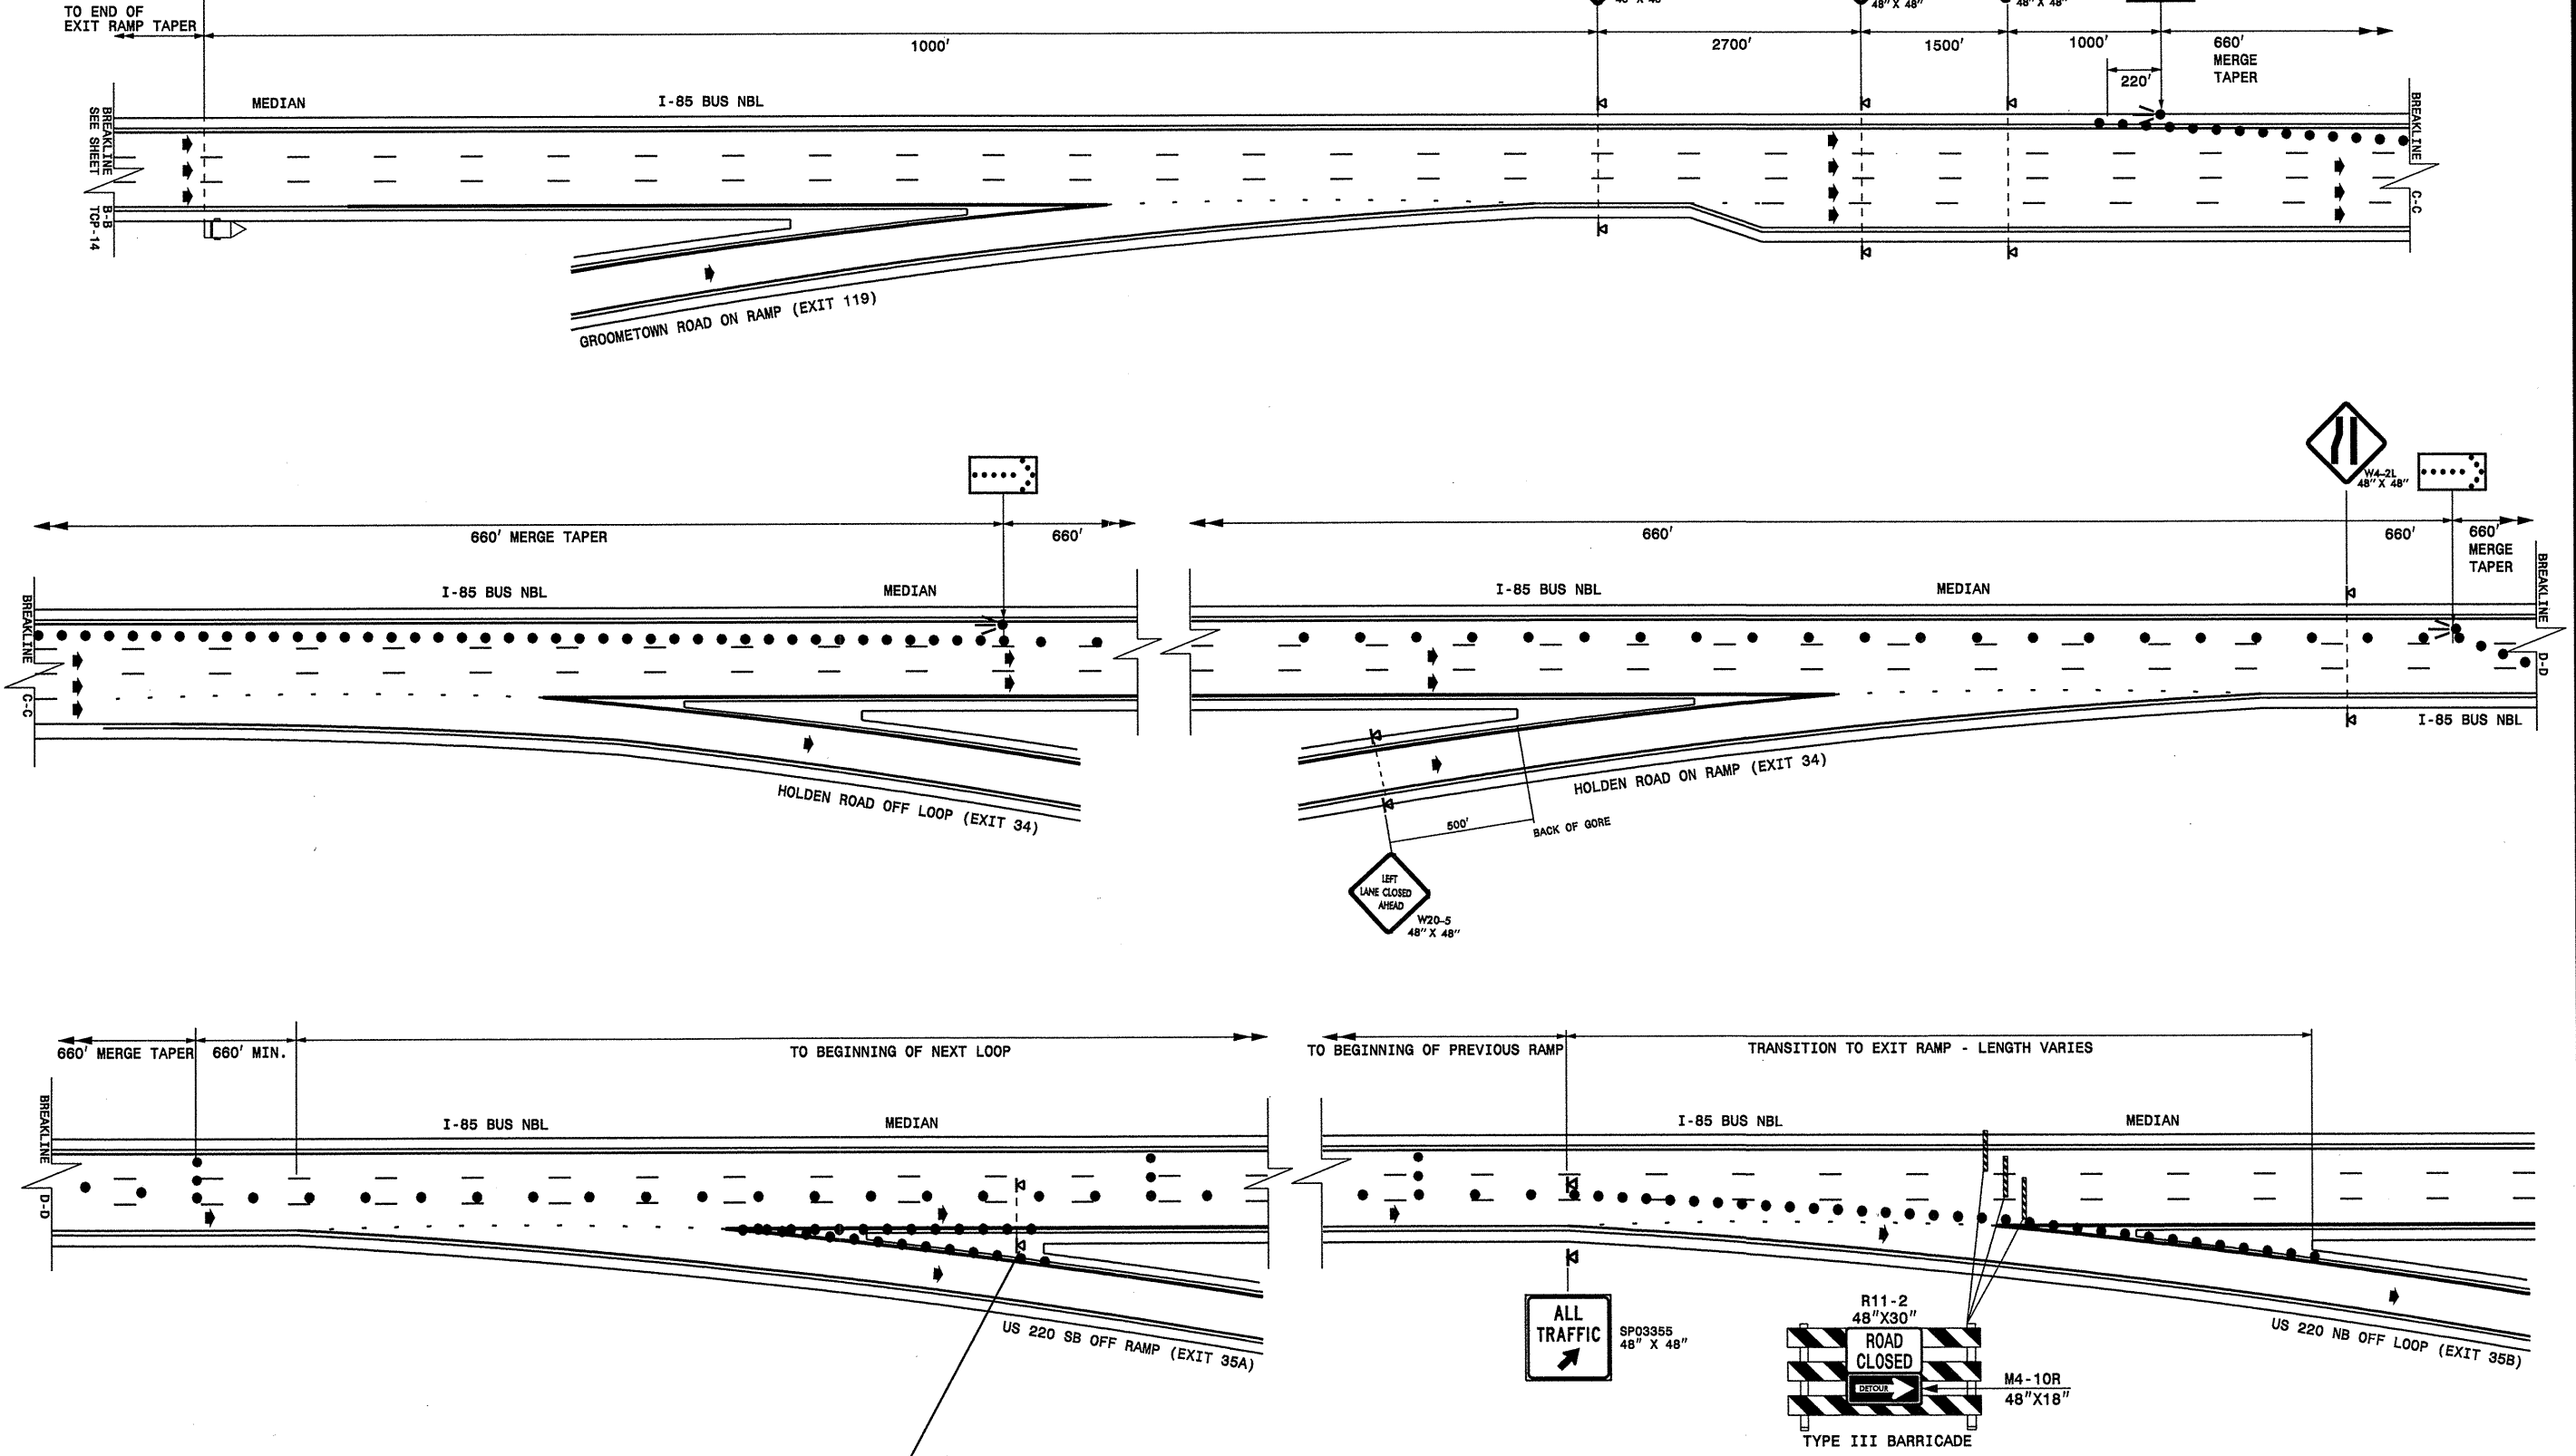 TO END OF
EXIT RAMP TAPER
48" X 48"
48" X 48"
48" X 48"
1000'
2700'
1500'
1000'
660'
MERGE
TAPER
220'
MEDIAN
I-85 BUS NBL
BREAKLINE B-B
SEE SHEET TCP-14
BREAKLINE C-C
GROOMETOWN ROAD ON RAMP (EXIT 119)
W4-2L
48" X 48"
660' MERGE TAPER
660'
660'
660'
660'
MERGE
TAPER
I-85 BUS NBL
MEDIAN
I-85 BUS NBL
MEDIAN
BREAKLINE C-C
BREAKLINE D-D
I-85 BUS NBL
HOLDEN ROAD OFF LOOP (EXIT 34)
HOLDEN ROAD ON RAMP (EXIT 34)
500'
BACK OF GORE
LEFT
LANE CLOSED
AHEAD
W20-5
48" X 48"
660' MERGE TAPER
660' MIN.
TO BEGINNING OF NEXT LOOP
TO BEGINNING OF PREVIOUS RAMP
TRANSITION TO EXIT RAMP - LENGTH VARIES
I-85 BUS NBL
MEDIAN
I-85 BUS NBL
MEDIAN
BREAKLINE D-D
US 220 SB OFF RAMP (EXIT 35A)
US 220 NB OFF LOOP (EXIT 35B)
ALL
TRAFFIC
SP03355
48" X 48"
R11-2
48"X30"
ROAD
CLOSED
DETOUR
M4-10R
48"X18"
TYPE III BARRICADE